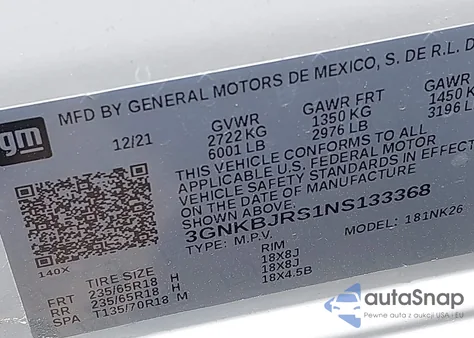 gm
MFD BY GENERAL MOTORS DE MEXICO, S. DE R.L. D
12/21 GVWR GAWR FRT GAWR
2722 KG 1350 KG 1450 K
6001 LB 2976 LB 3196 L
THIS VEHICLE CONFORMS TO ALL
APPLICABLE U.S. FEDERAL MOTOR
VEHICLE SAFETY STANDARDS IN EFFECT
ON THE DATE OF MANUFACTURE
SHOWN ABOVE.
3GNKBJRS1NS133368
TYPE: M.P.V. MODEL: 181NK26
140X
TIRE SIZE RIM
FRT 235/65R18 H 18X8J
RR 235/65R18 H 18X8J
SPA T135/70R18 M 18X4.5B
autoSnap
Pewne auta z aukcji USA i EU